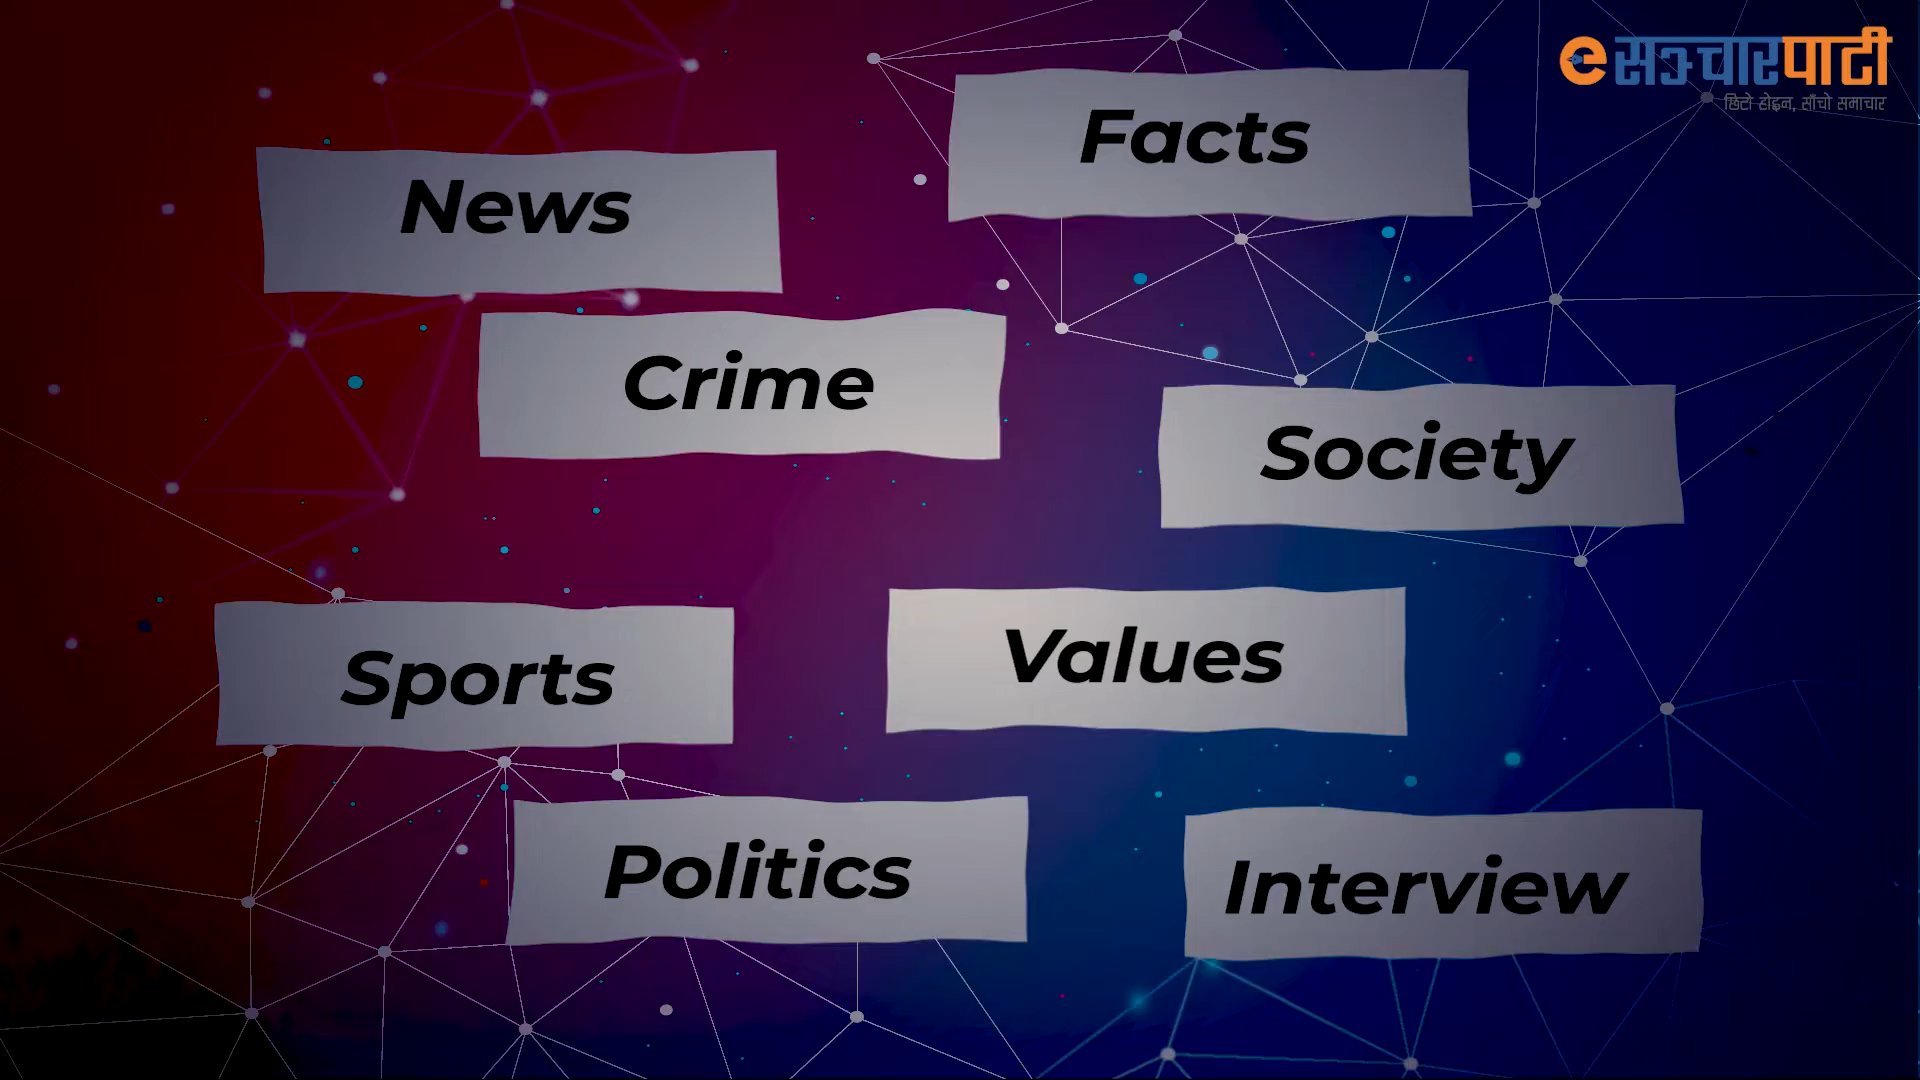 eसञ्चारपाटी
छिटो होइन, साँचो समाचार
Facts
News
Crime
Society
Sports
Values
Politics
Interview